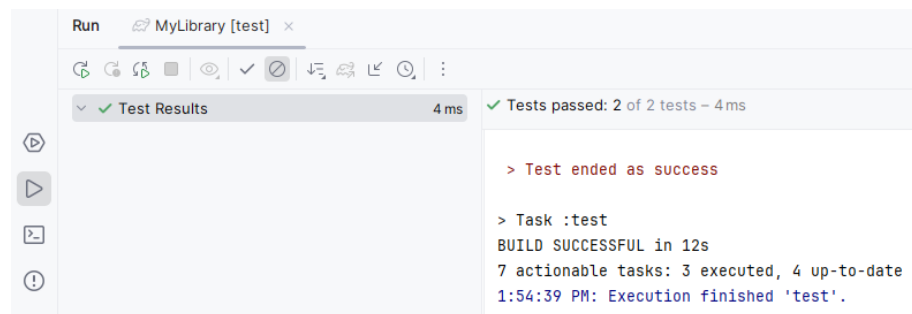 Run MyLibrary [test]
Test Results 4 ms
Tests passed: 2 of 2 tests – 4 ms
> Test ended as success
> Task :test
BUILD SUCCESSFUL in 12s
7 actionable tasks: 3 executed, 4 up-to-date
1:54:39 PM: Execution finished 'test'.